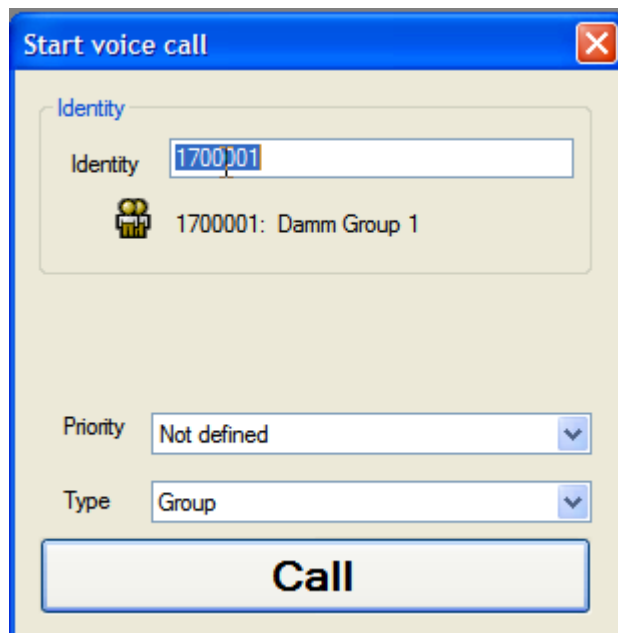 Start voice call
Identity
Identity 1700001
1700001: Damm Group 1
Priority Not defined
Type Group
Call